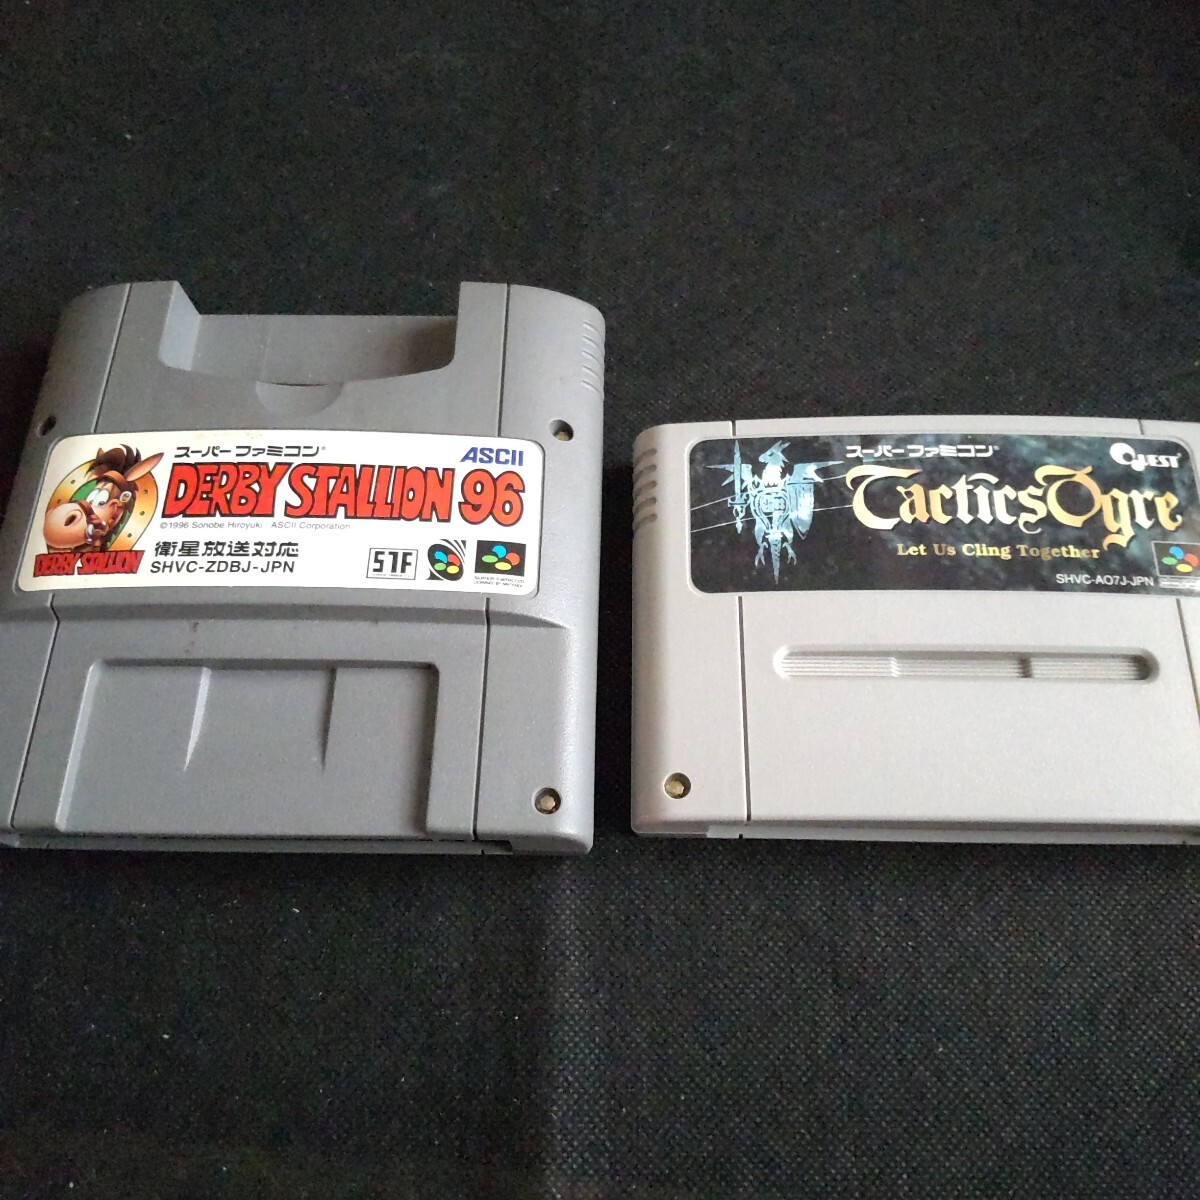 スーパーファミコン
ASCII
DERBY STALLION 96
©1996 Sonobe Hiroyuki ASCII Corporation
DERBY STALLION
衛星放送対応
SHVC-ZDBJ-JPN
STF
スーパーファミコン
QUEST
Tactics Ogre
Let Us Cling Together
SHVC-AO7J-JPN